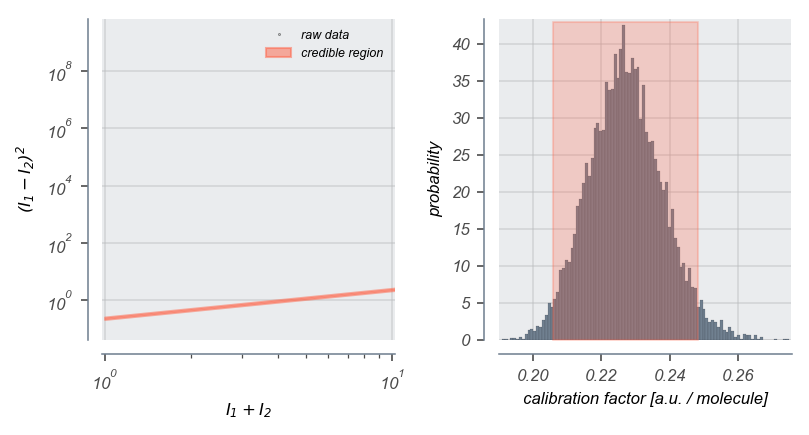 raw data
credible region
10^8
10^6
10^4
10^2
10^0
(I_1 − I_2)^2
10^0 10^1
I_1 + I_2
40
35
30
25
20
15
10
5
0
probability
0.20 0.22 0.24 0.26
calibration factor [a.u. / molecule]